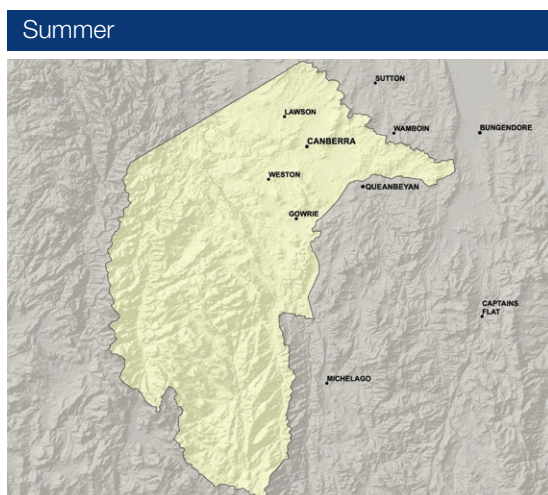 Summer
SUTTON
LAWSON
WAMBOIN
BUNGENDORE
CANBERRA
WESTON
QUEANBEYAN
GOWRIE
CAPTAINS
FLAT
MICHELAGO